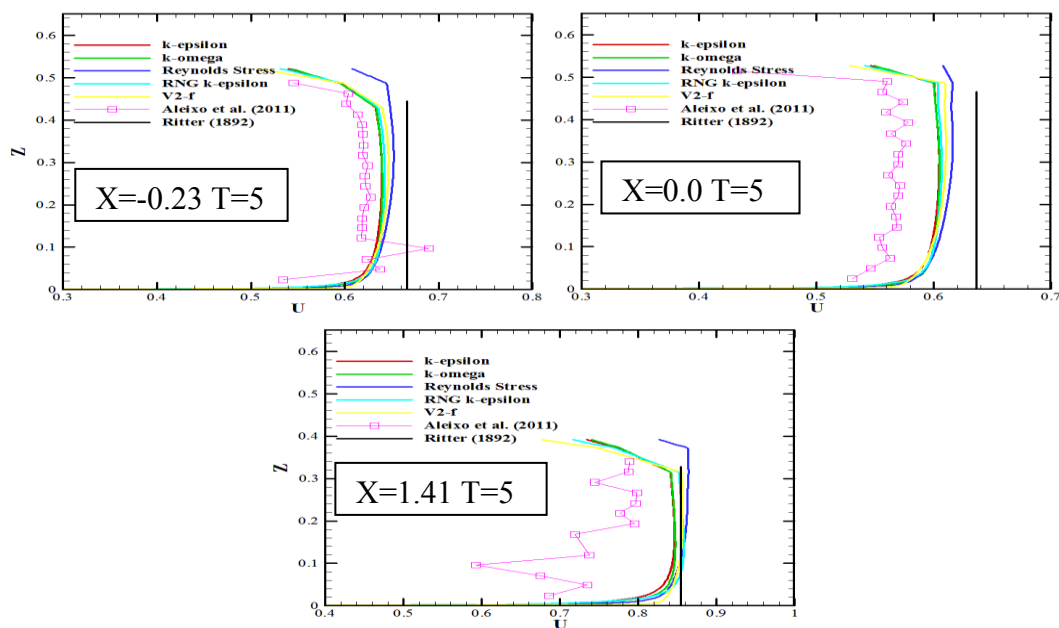 0.6
0.5
0.4
0.3
0.2
0.1
0
Z
k-epsilon
k-omega
Reynolds Stress
RNG k-epsilon
V2-f
Aleixo et al. (2011)
Ritter (1892)
X=-0.23 T=5
0.3 0.4 0.5 0.6 0.7 0.8
U
0.6
0.5
0.4
0.3
0.2
0.1
0
Z
k-epsilon
k-omega
Reynolds Stress
RNG k-epsilon
V2-f
Aleixo et al. (2011)
Ritter (1892)
X=0.0 T=5
0.3 0.4 0.5 0.6 0.7
U
0.6
0.5
0.4
0.3
0.2
0.1
0
Z
k-epsilon
k-omega
Reynolds Stress
RNG k-epsilon
V2-f
Aleixo et al. (2011)
Ritter (1892)
X=1.41 T=5
0.4 0.5 0.6 0.7 0.8 0.9 1
U